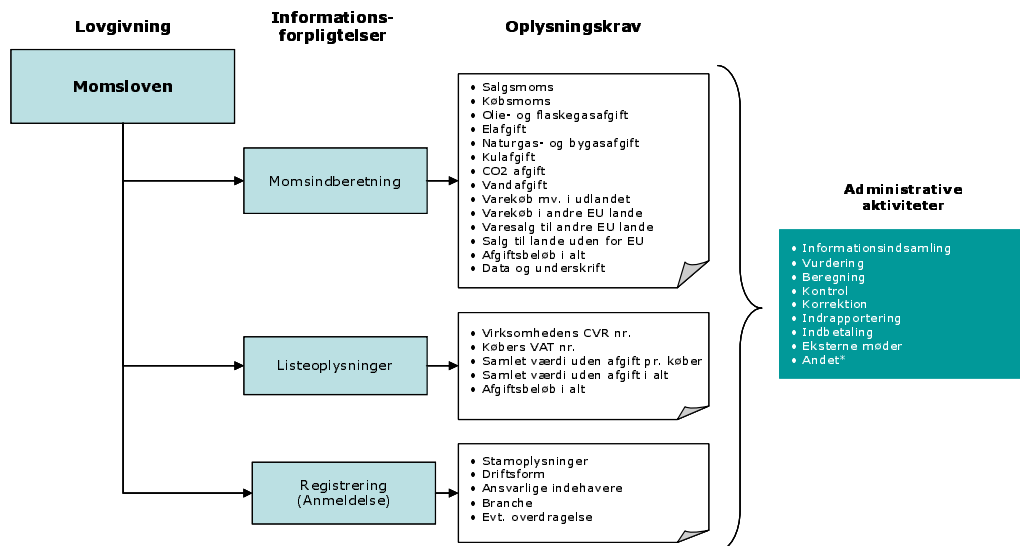 Lovgivning
Informations-
forpligtelser
Oplysningskrav
Momsloven
Momsindberetning
• Salgsmoms
• Købsmoms
• Olie- og flaskegasafgift
• Elafgift
• Naturgas- og bygasafgift
• Kulafgift
• CO2 afgift
• Vandafgift
• Varekøb mv. i udlandet
• Varekøb i andre EU lande
• Varesalg til andre EU lande
• Salg til lande uden for EU
• Afgiftsbeløb i alt
• Data og underskrift
Listeoplysninger
• Virksomhedens CVR nr.
• Købers VAT nr.
• Samlet værdi uden afgift pr. køber
• Samlet værdi uden afgift i alt
• Afgiftsbeløb i alt
Registrering
(Anmeldelse)
• Stamoplysninger
• Driftsform
• Ansvarlige indehavere
• Branche
• Evt. overdragelse
Administrative
aktiviteter
• Informationsindsamling
• Vurdering
• Beregning
• Kontrol
• Korrektion
• Indrapportering
• Indbetaling
• Eksterne møder
• Andet*